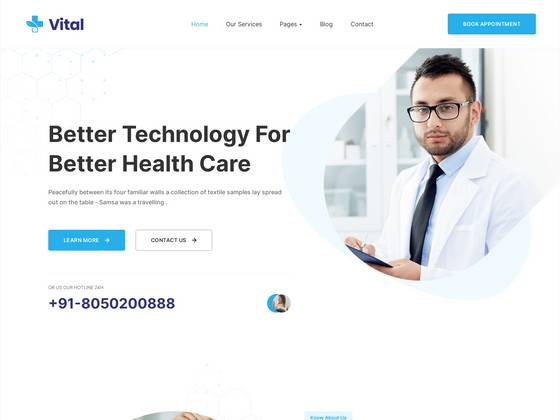 Vital
Home
Our Services
Pages
Blog
Contact
BOOK APPOINTMENT
Better Technology For
Better Health Care
Peacefully between its four familiar walls a collection of textile samples lay spread
out on the table - Samsa was a travelling .
LEARN MORE
CONTACT US
OR US OUR HOTLINE 24H
+91-8050200888
Know About Us